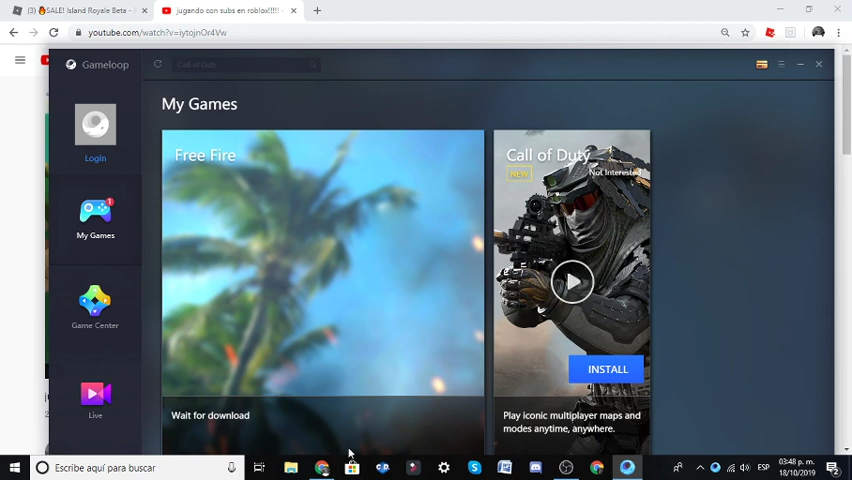 🔥SALE! Island Royale Beta -
jugando con subs en roblox!!!!!
youtube.com/watch?v=iytojnOr4Vw
Gameloop
Call of Duty
My Games
Login
1
My Games
Game Center
Live
Free Fire
Wait for download
Call of Duty
NEW
Not Interested
INSTALL
Play iconic multiplayer maps and
modes anytime, anywhere.
Escribe aquí para buscar
ESP
03:48 p. m.
18/10/2019
2